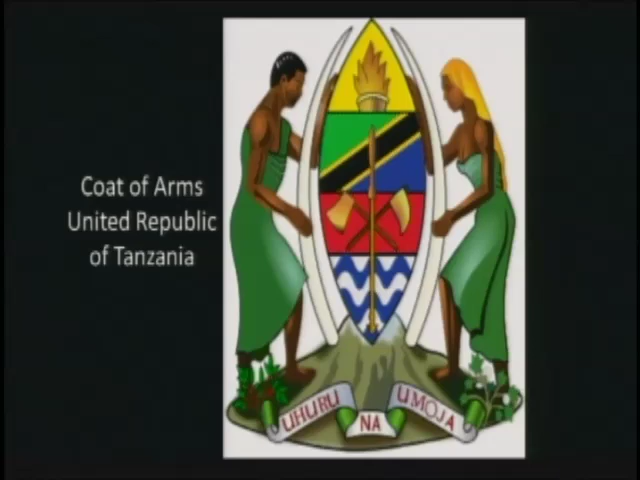 Coat of Arms
United Republic
of Tanzania
UHURU NA UMOJA